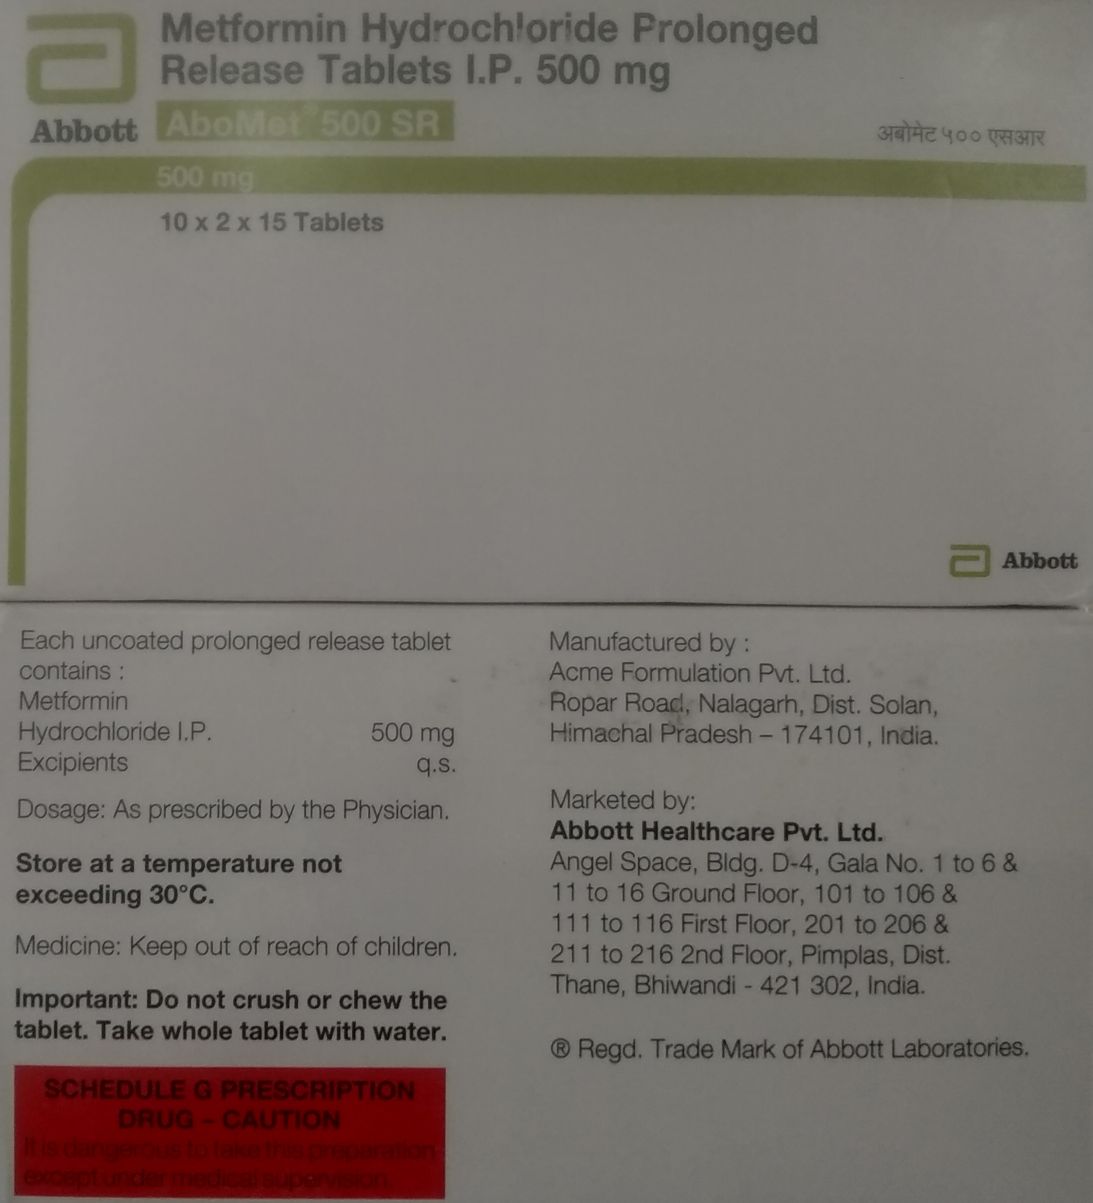 Metformin Hydrochloride Prolonged
Release Tablets I.P. 500 mg
Abbott
AboMet® 500 SR
अबोमेट ५०० एसआर
500 mg
10 x 2 x 15 Tablets
Abbott
Each uncoated prolonged release tablet
contains :
Metformin
Hydrochloride I.P. 500 mg
Excipients q.s.
Dosage: As prescribed by the Physician.
Store at a temperature not
exceeding 30°C.
Medicine: Keep out of reach of children.
Important: Do not crush or chew the
tablet. Take whole tablet with water.
SCHEDULE G PRESCRIPTION
DRUG - CAUTION
It is dangerous to take this preparation
except under medical supervision.
Manufactured by :
Acme Formulation Pvt. Ltd.
Ropar Road, Nalagarh, Dist. Solan,
Himachal Pradesh – 174101, India.
Marketed by:
Abbott Healthcare Pvt. Ltd.
Angel Space, Bldg. D-4, Gala No. 1 to 6 &
11 to 16 Ground Floor, 101 to 106 &
111 to 116 First Floor, 201 to 206 &
211 to 216 2nd Floor, Pimplas, Dist.
Thane, Bhiwandi - 421 302, India.
® Regd. Trade Mark of Abbott Laboratories.